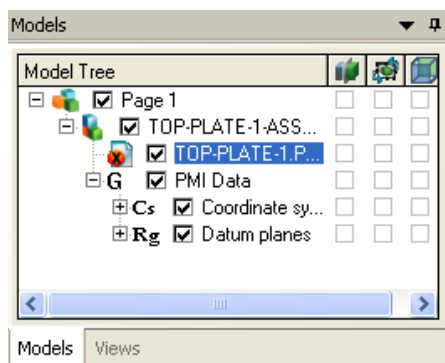 Models
Model Tree
Page 1
TOP-PLATE-1-ASS...
TOP-PLATE-1.P...
G PMI Data
Cs Coordinate sy...
Rg Datum planes
Models Views